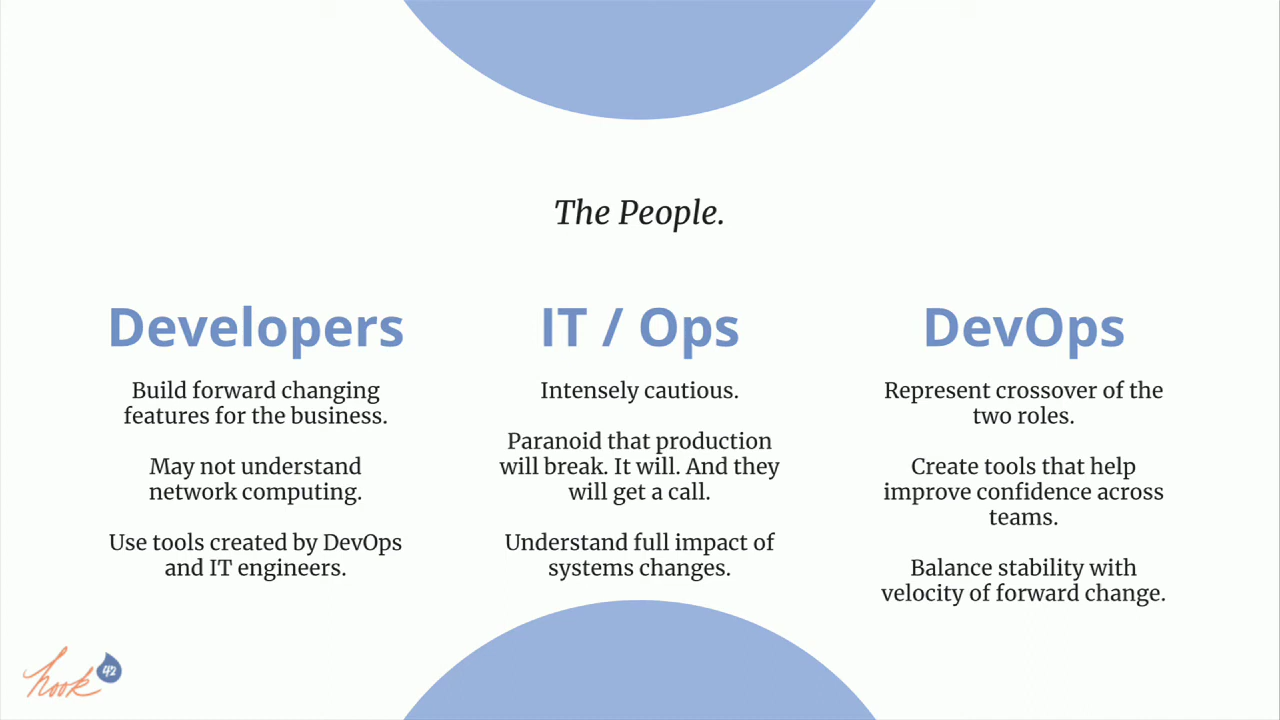 The People.
Developers
Build forward changing
features for the business.
May not understand
network computing.
Use tools created by DevOps
and IT engineers.
IT / Ops
Intensely cautious.
Paranoid that production
will break. It will. And they
will get a call.
Understand full impact of
systems changes.
DevOps
Represent crossover of the
two roles.
Create tools that help
improve confidence across
teams.
Balance stability with
velocity of forward change.
hook 42